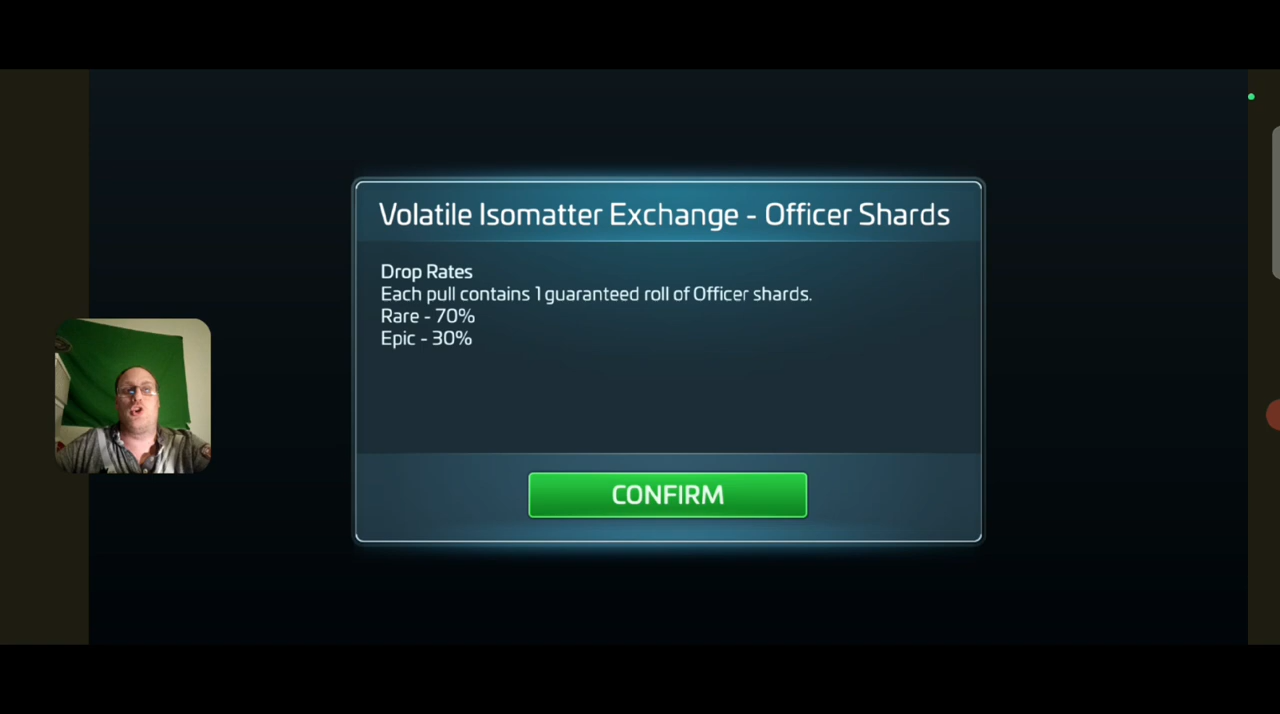 Volatile Isomatter Exchange - Officer Shards
Drop Rates
Each pull contains 1 guaranteed roll of Officer shards.
Rare - 70%
Epic - 30%
CONFIRM